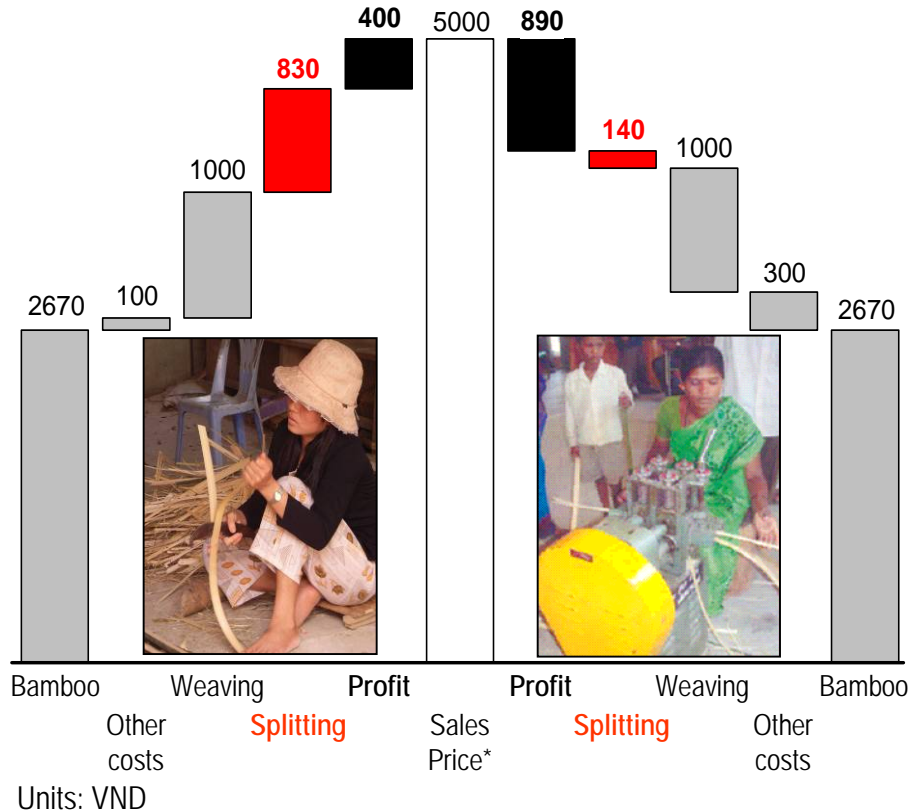 400 5000 890
830
140
1000 1000
300
100
2670 2670
Bamboo Weaving Profit Profit Weaving Bamboo
Other Splitting Sales Splitting Other
costs Price* costs
Units: VND